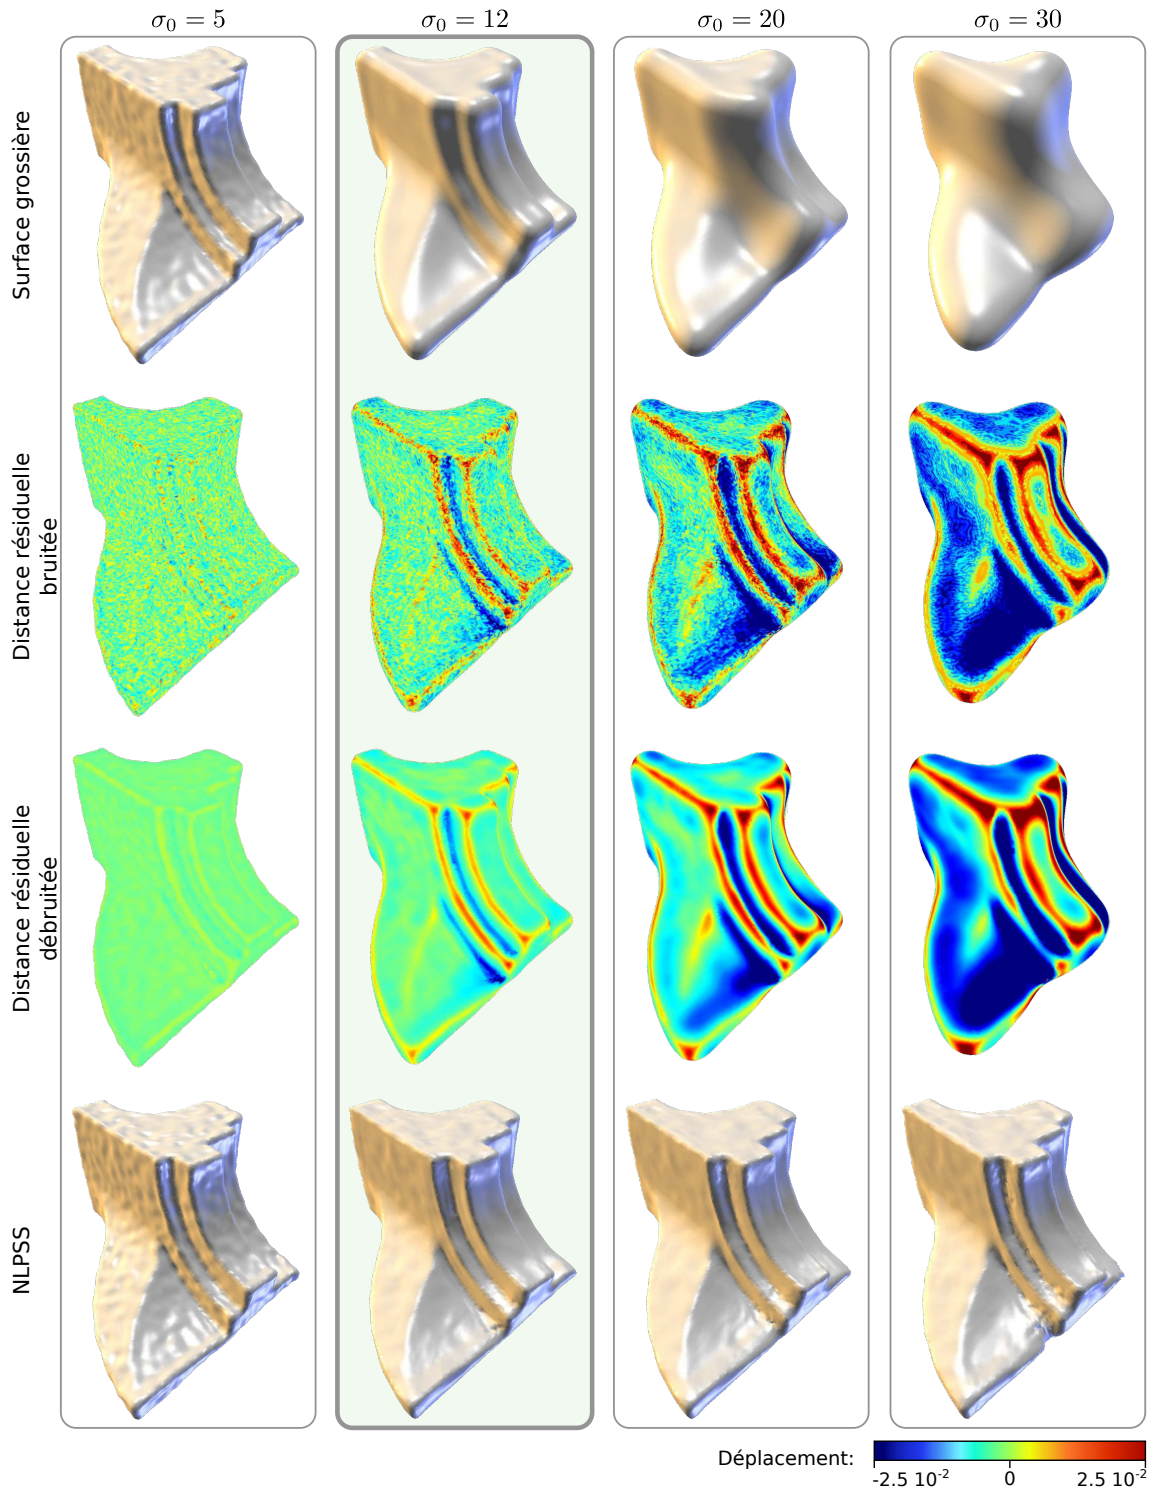 σ₀ = 5
σ₀ = 12
σ₀ = 20
σ₀ = 30
Surface grossière
Distance résiduelle
bruitée
Distance résiduelle
débruitée
NLPSS
Déplacement:
-2.5 10⁻²
0
2.5 10⁻²